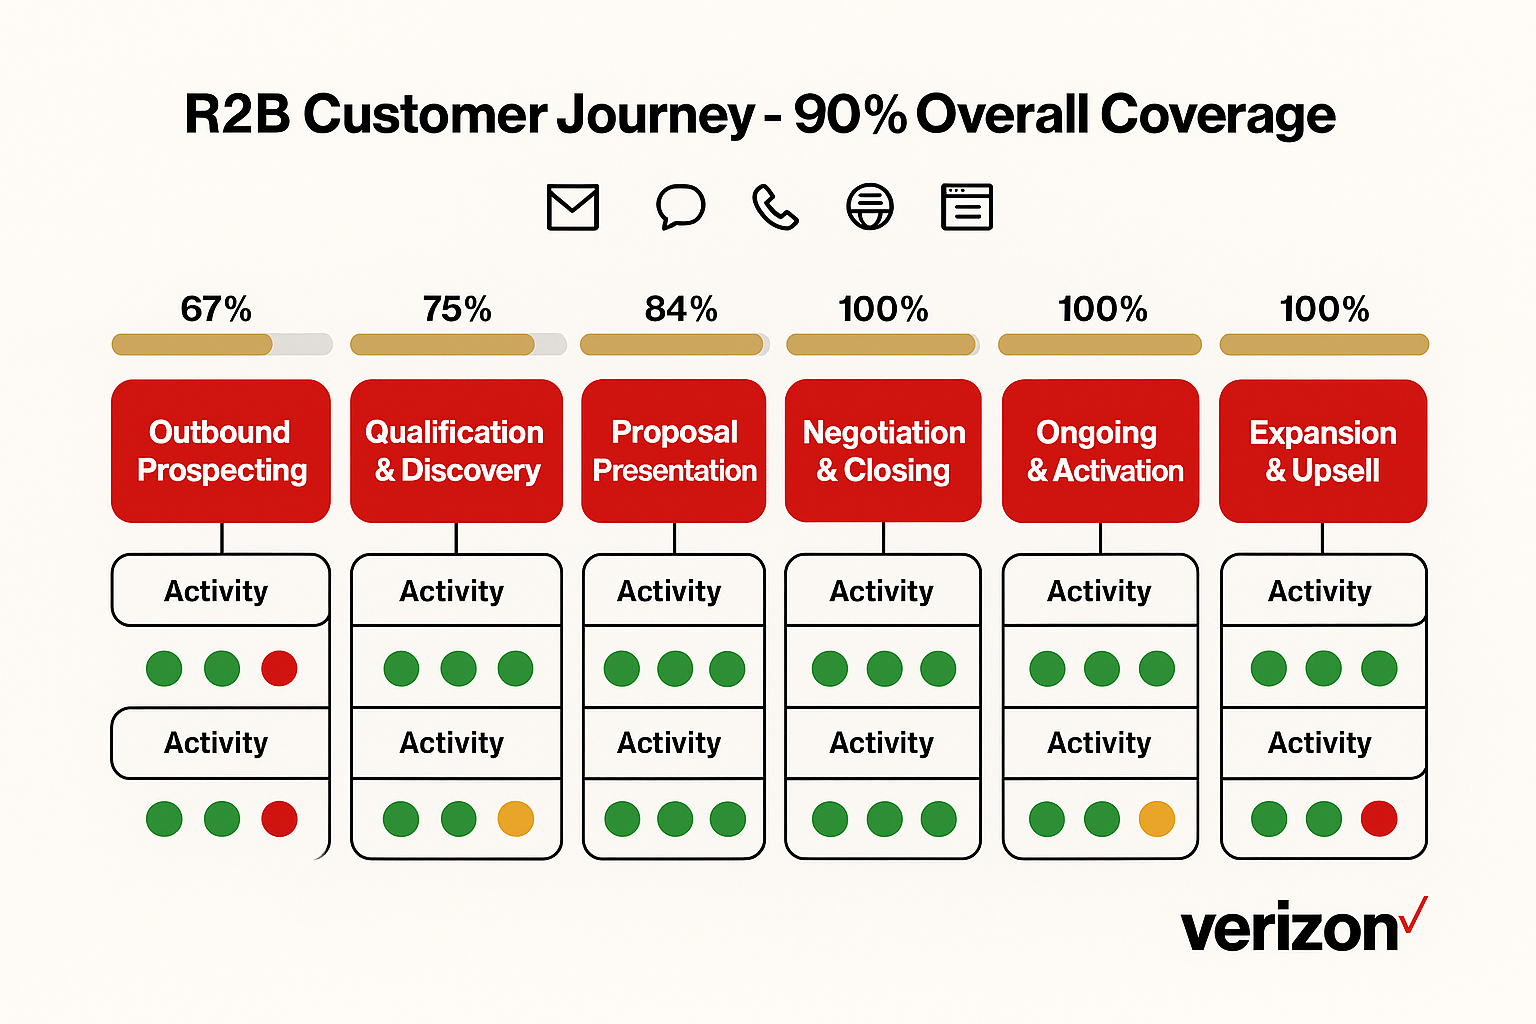 R2B Customer Journey - 90% Overall Coverage
67% 75% 84% 100% 100% 100%
Outbound
Prospecting
Qualification
& Discovery
Proposal
Presentation
Negotiation
& Closing
Ongoing
& Activation
Expansion
& Upsell
Activity Activity Activity Activity Activity Activity
Activity Activity Activity Activity Activity Activity
verizon